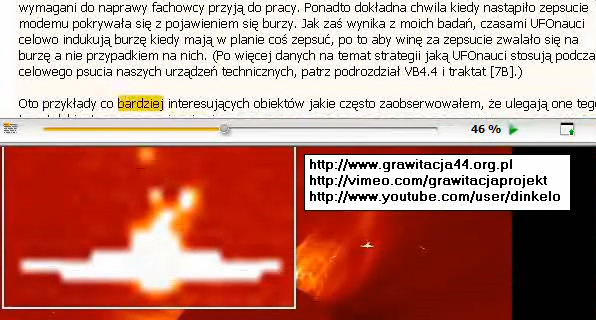 wymagani do naprawy fachowcy przyją do pracy. Ponadto dokładna chwila kiedy nastąpiło zepsucie
modemu pokrywała się z pojawieniem się burzy. Jak zaś wynika z moich badań, czasami UFOnauci
celowo indukują burzę kiedy mają w planie coś zepsuć, po to aby winę za zepsucie zwalało się na
burzę a nie przypadkiem na nich. (Po więcej danych na temat strategii jaką UFOnauci stosują podcza
celowego psucia naszych urządzeń technicznych, patrz podrozdział VB4.4 i traktat [7B].)
Oto przykłady co bardziej interesujących obiektów jakie często zaobserwowałem, że ulegają one tego
46 %
http://www.grawitacja44.org.pl
http://vimeo.com/grawitacjaprojekt
http://www.youtube.com/user/dinkelo